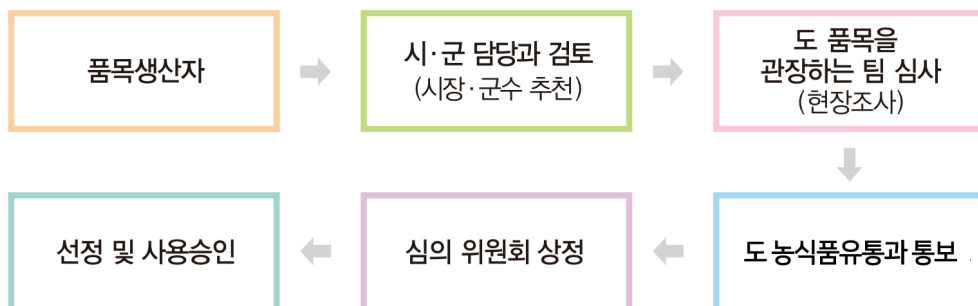 품목생산자
시·군 담당과 검토
(시장·군수 추천)
도 품목을
관장하는 팀 심사
(현장조사)
도 농식품유통과 통보
심의 위원회 상정
선정 및 사용승인